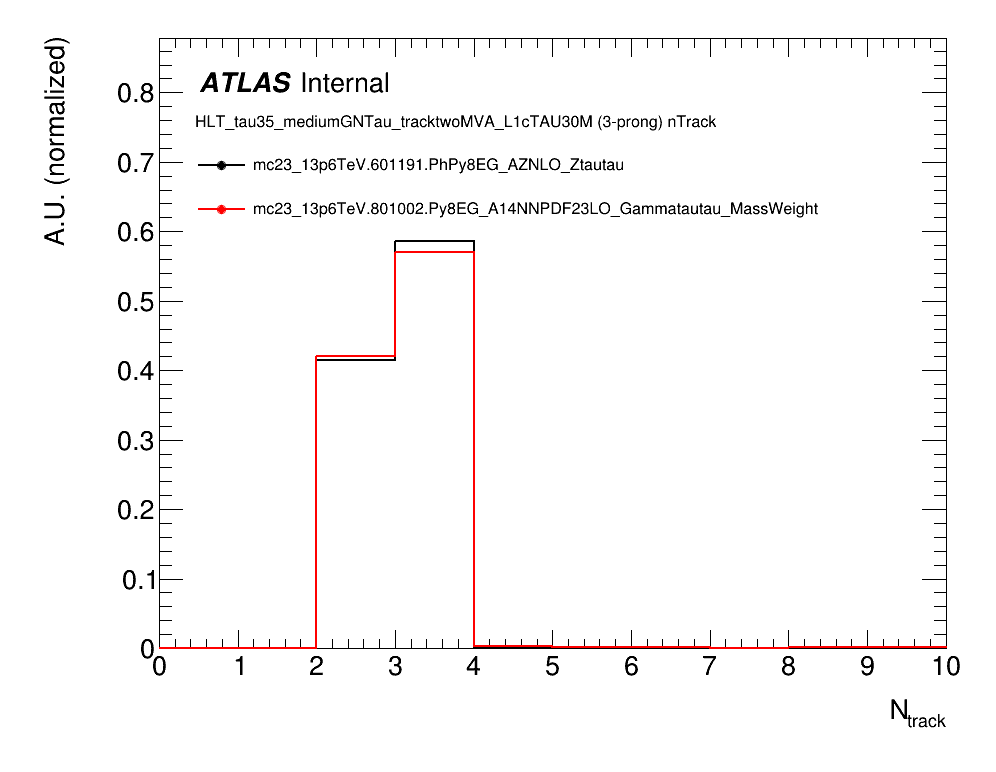 A.U. (normalized)
0.8
0.7
0.6
0.5
0.4
0.3
0.2
0.1
0
ATLAS Internal
HLT_tau35_mediumGNTau_tracktwoMVA_L1cTAU30M (3-prong) nTrack
mc23_13p6TeV.601191.PhPy8EG_AZNLO_Ztautau
mc23_13p6TeV.801002.Py8EG_A14NNPDF23LO_Gammatautau_MassWeight
0 1 2 3 4 5 6 7 8 9 10
N_track